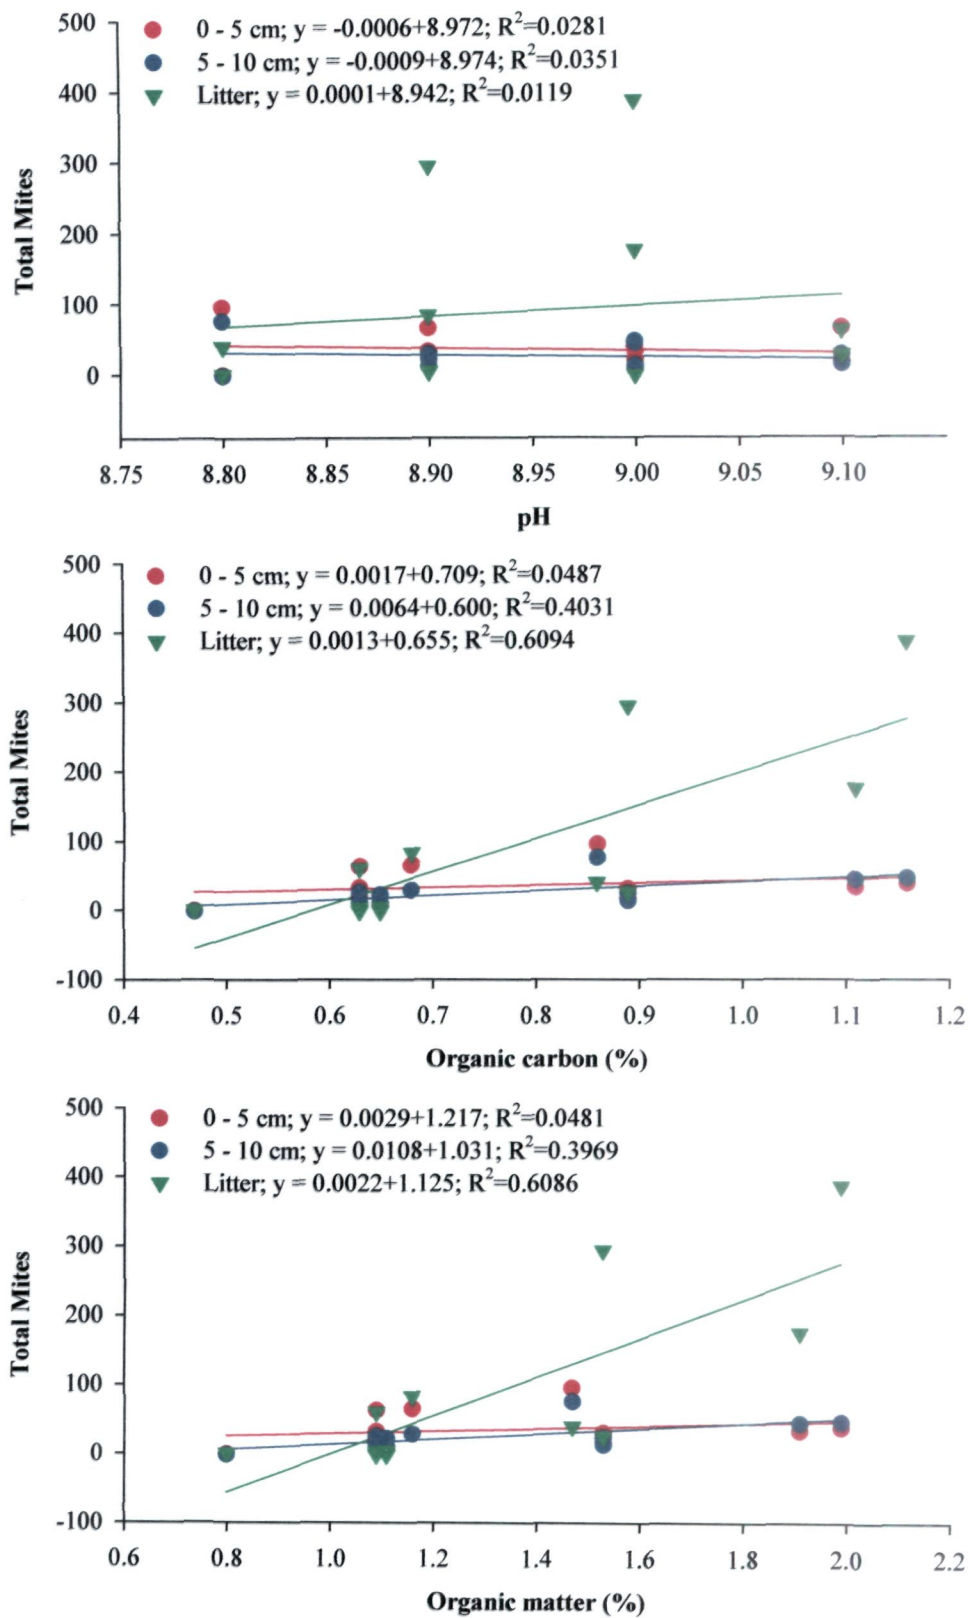 500
400
300
200
100
0
Total Mites
0 - 5 cm; y = -0.0006+8.972; R²=0.0281
5 - 10 cm; y = -0.0009+8.974; R²=0.0351
Litter; y = 0.0001+8.942; R²=0.0119
8.75 8.80 8.85 8.90 8.95 9.00 9.05 9.10
pH
500
400
300
200
100
0
-100
Total Mites
0 - 5 cm; y = 0.0017+0.709; R²=0.0487
5 - 10 cm; y = 0.0064+0.600; R²=0.4031
Litter; y = 0.0013+0.655; R²=0.6094
0.4 0.5 0.6 0.7 0.8 0.9 1.0 1.1 1.2
Organic carbon (%)
500
400
300
200
100
0
-100
Total Mites
0 - 5 cm; y = 0.0029+1.217; R²=0.0481
5 - 10 cm; y = 0.0108+1.031; R²=0.3969
Litter; y = 0.0022+1.125; R²=0.6086
0.6 0.8 1.0 1.2 1.4 1.6 1.8 2.0 2.2
Organic matter (%)